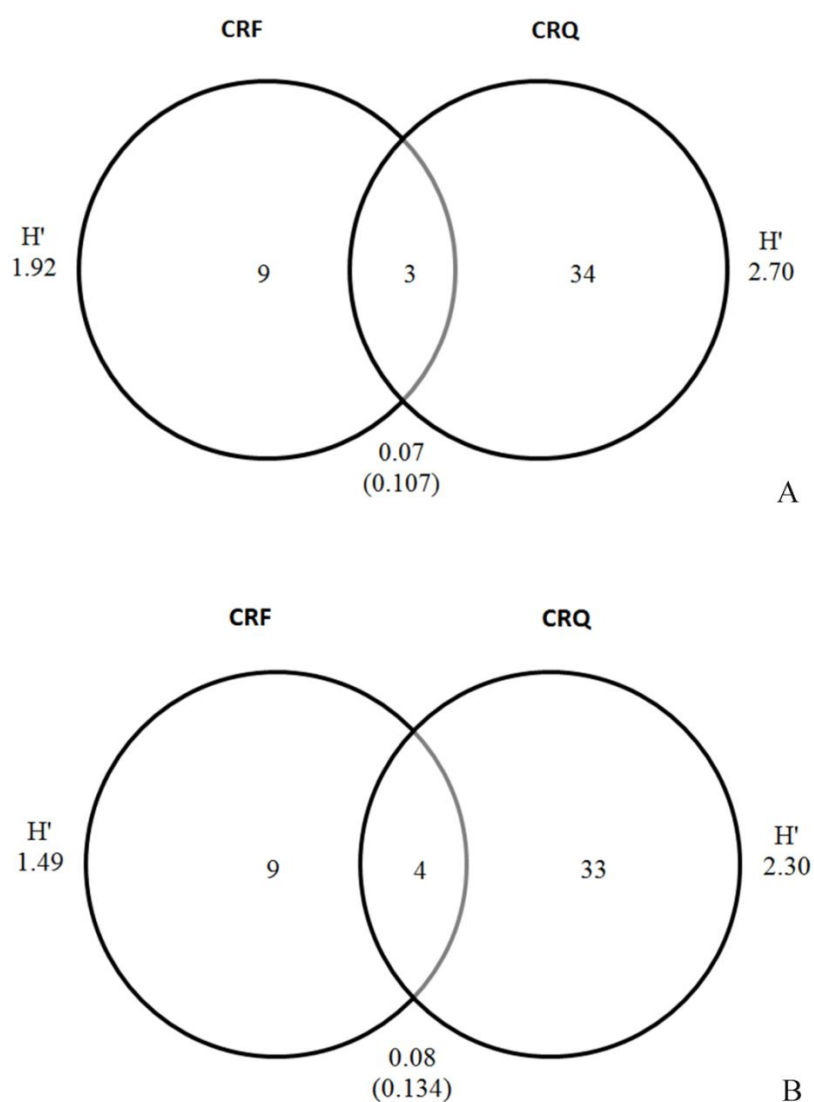 CRF CRQ
H'
1.92
9
3
34
H'
2.70
0.07
(0.107)
A
CRF CRQ
H'
1.49
9
4
33
H'
2.30
0.08
(0.134)
B